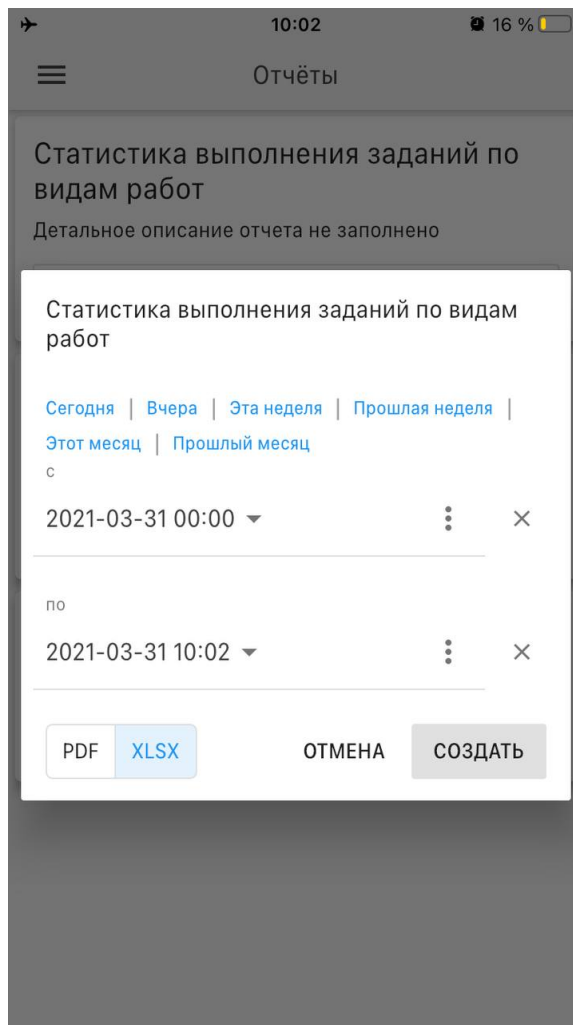 10:02
16 %
Отчёты
Статистика выполнения заданий по
видам работ
Детальное описание отчета не заполнено
Статистика выполнения заданий по видам
работ
Сегодня | Вчера | Эта неделя | Прошлая неделя |
Этот месяц | Прошлый месяц
с
2021-03-31 00:00
по
2021-03-31 10:02
PDF XLSX ОТМЕНА СОЗДАТЬ